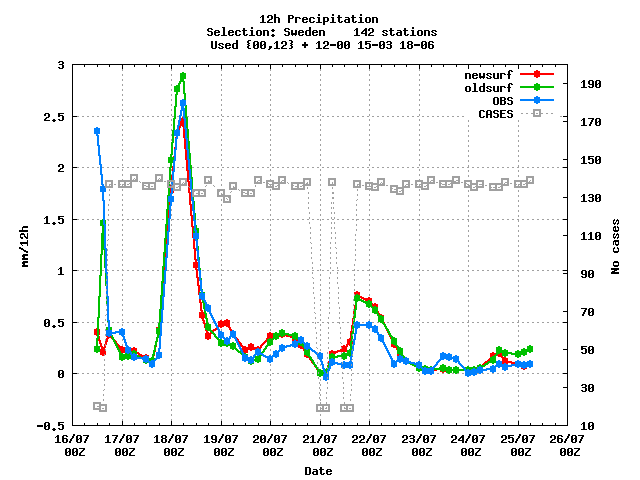 12h Precipitation
Selection: Sweden    142 stations
Used {00,12} + 12-00 15-03 18-06
newsurf
oldsurf
OBS
CASES
3
2.5
2
1.5
1
0.5
0
-0.5
mm/12h
190
170
150
130
110
90
70
50
30
10
No cases
16/07 17/07 18/07 19/07 20/07 21/07 22/07 23/07 24/07 25/07 26/07
00Z 00Z 00Z 00Z 00Z 00Z 00Z 00Z 00Z 00Z 00Z
Date